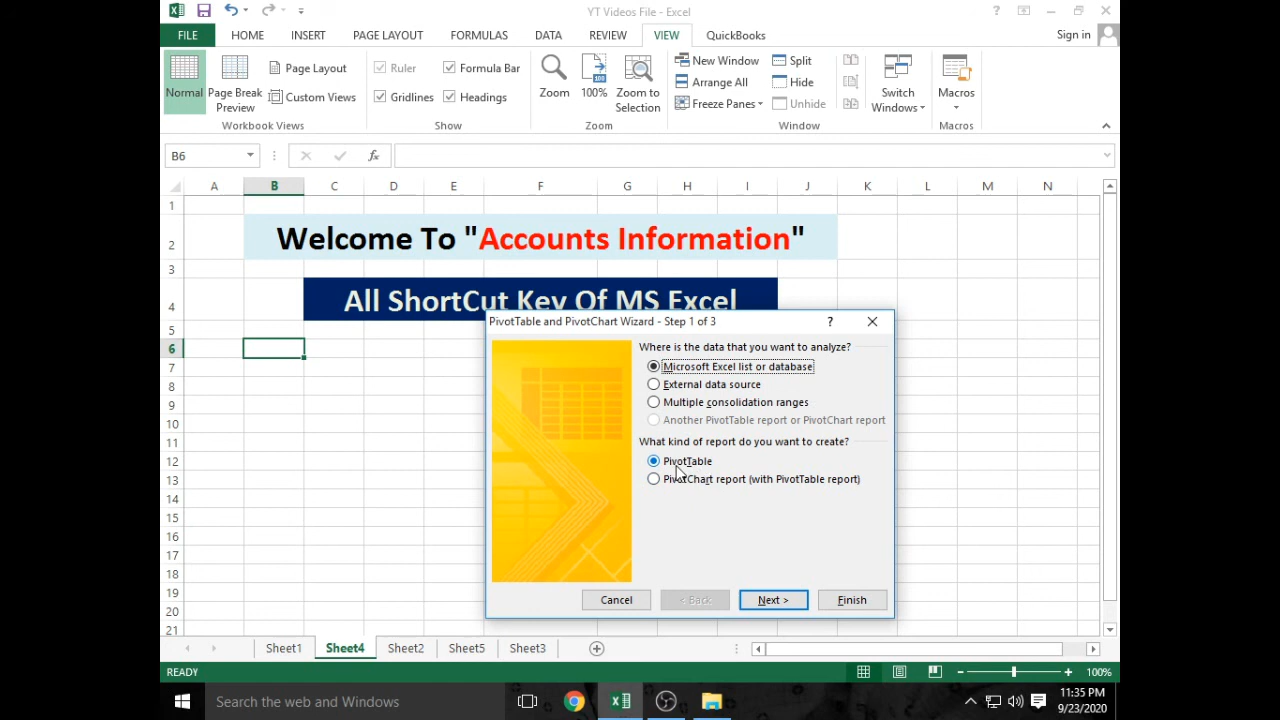 YT Videos File - Excel
?
FILE HOME INSERT PAGE LAYOUT FORMULAS DATA REVIEW VIEW QuickBooks Sign in
Normal
Page Break
Preview
Page Layout
Custom Views
Workbook Views
Ruler
Formula Bar
Gridlines
Headings
Show
Zoom
100
100%
Zoom to
Selection
Zoom
New Window
Arrange All
Freeze Panes
Split
Hide
Unhide
Switch
Windows
Window
Macros
Macros
B6
fx
A B C D E F G H I J K L M N
1
2
3
4
5
6
7
8
9
10
11
12
13
14
15
16
17
18
19
20
21
Welcome To "Accounts Information"
All ShortCut Key Of MS Excel
PivotTable and PivotChart Wizard - Step 1 of 3
?
Where is the data that you want to analyze?
Microsoft Excel list or database
External data source
Multiple consolidation ranges
Another PivotTable report or PivotChart report
What kind of report do you want to create?
PivotTable
PivotChart report (with PivotTable report)
Cancel < Back Next > Finish
Sheet1 Sheet4 Sheet2 Sheet5 Sheet3
READY
100%
Search the web and Windows
11:35 PM
9/23/2020